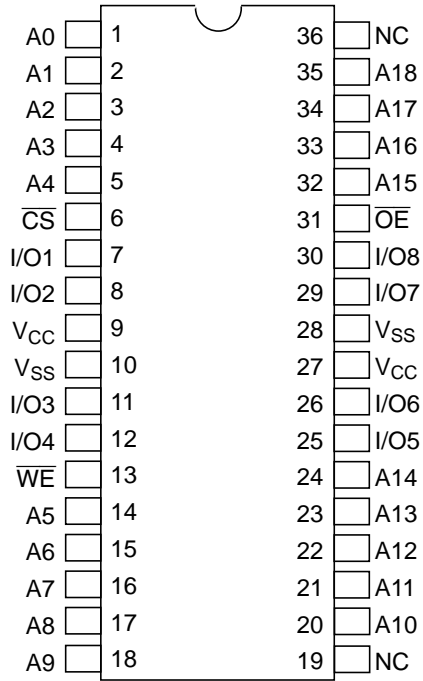 A0 1 36 NC
A1 2 35 A18
A2 3 34 A17
A3 4 33 A16
A4 5 32 A15
C̅S̅ 6 31 O̅E̅
I/O1 7 30 I/O8
I/O2 8 29 I/O7
VCC 9 28 VSS
VSS 10 27 VCC
I/O3 11 26 I/O6
I/O4 12 25 I/O5
W̅E̅ 13 24 A14
A5 14 23 A13
A6 15 22 A12
A7 16 21 A11
A8 17 20 A10
A9 18 19 NC